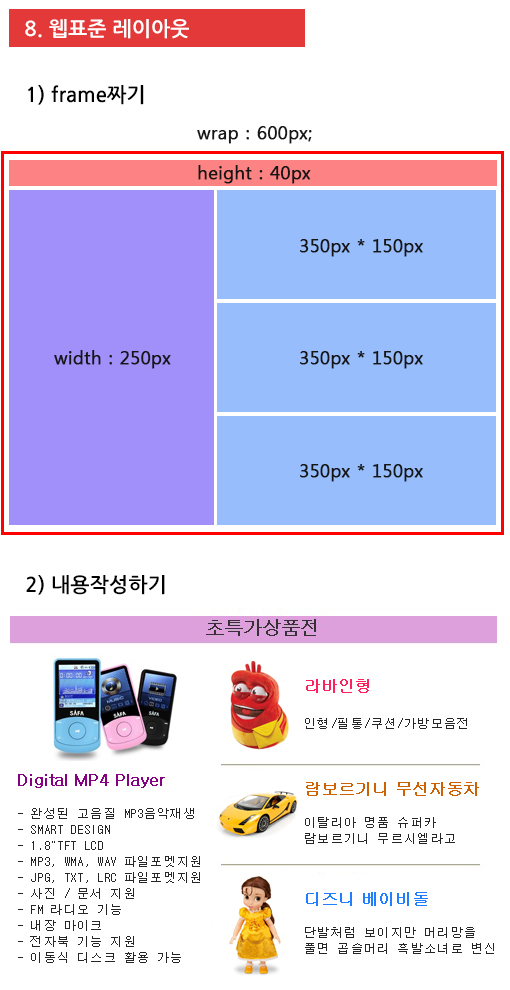 8. 웹표준 레이아웃
1) frame짜기
wrap : 600px;
height : 40px
width : 250px
350px * 150px
350px * 150px
350px * 150px
2) 내용작성하기
초특가상품전
SAFA
SAFA
SAFA
Digital MP4 Player
- 완성된 고음질 MP3음악재생
- SMART DESIGN
- 1.8"TFT LCD
- MP3, WMA, WAV 파일포멧지원
- JPG, TXT, LRC 파일포멧지원
- 사진 / 문서 지원
- FM 라디오 기능
- 내장 마이크
- 전자북 기능 지원
- 이동식 디스크 활용 가능
라바인형
인형/필통/쿠션/가방모음전
람보르기니 무선자동차
이탈리아 명품 슈퍼카
람보르기니 무르시엘라고
디즈니 베이비돌
단발처럼 보이지만 머리망을
풀면 곱슬머리 흑발소녀로 변신